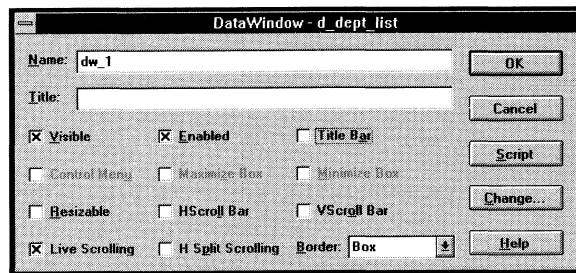 DataWindow - d_dept_list
Name: dw_1
OK
Title:
Cancel
Visible Enabled Title Bar
Script
Control Menu Maximize Box Minimize Box
Change...
Resizable HScroll Bar VScroll Bar
Live Scrolling H Split Scrolling Border: Box
Help